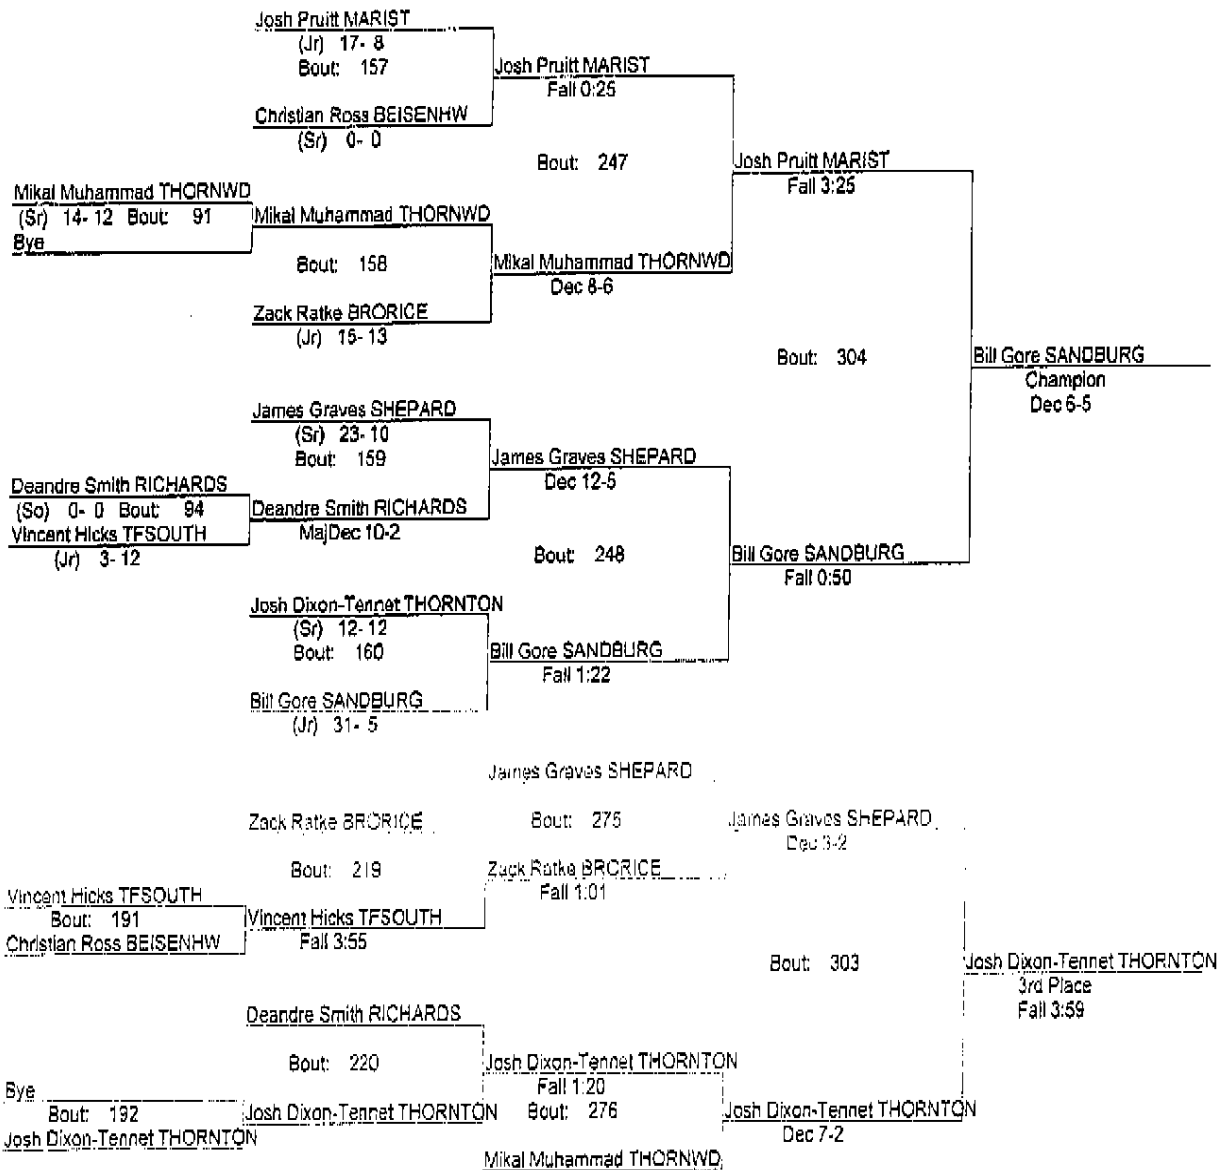 Josh Pruitt MARIST
(Jr) 17- 8
Bout: 157
Josh Pruitt MARIST
Fall 0:25
Christian Ross BEISENHW
(Sr) 0- 0
Bout: 247
Josh Pruitt MARIST
Fall 3:25
Mikal Muhammad THORNWD
(Sr) 14- 12 Bout: 91
Bye
Mikal Muhammad THORNWD
Bout: 158
Mikal Muhammad THORNWD
Dec 8-6
Zack Ratke BRORICE
(Jr) 15- 13
Bout: 304
Bill Gore SANDBURG
Champion
Dec 6-5
James Graves SHEPARD
(Sr) 23- 10
Bout: 159
James Graves SHEPARD
Dec 12-5
Deandre Smith RICHARDS
(So) 0- 0 Bout: 94
Vincent Hicks TFSOUTH
(Jr) 3- 12
Deandre Smith RICHARDS
MajDec 10-2
Bout: 248
Bill Gore SANDBURG
Fall 0:50
Josh Dixon-Tennet THORNTON
(Sr) 12- 12
Bout: 160
Bill Gore SANDBURG
Fall 1:22
Bill Gore SANDBURG
(Jr) 31- 5
James Graves SHEPARD
Zack Ratke BRORICE
Bout: 275
James Graves SHEPARD
Dec 3-2
Bout: 219
Zack Ratke BRORICE
Fall 1:01
Vincent Hicks TFSOUTH
Bout: 191
Christian Ross BEISENHW
Vincent Hicks TFSOUTH
Fall 3:55
Bout: 303
Josh Dixon-Tennet THORNTON
3rd Place
Fall 3:59
Deandre Smith RICHARDS
Bout: 220
Josh Dixon-Tennet THORNTON
Fall 1:20
Bye
Bout: 192
Josh Dixon-Tennet THORNTON
Josh Dixon-Tennet THORNTON
Bout: 276
Josh Dixon-Tennet THORNTON
Dec 7-2
Mikal Muhammad THORNWD